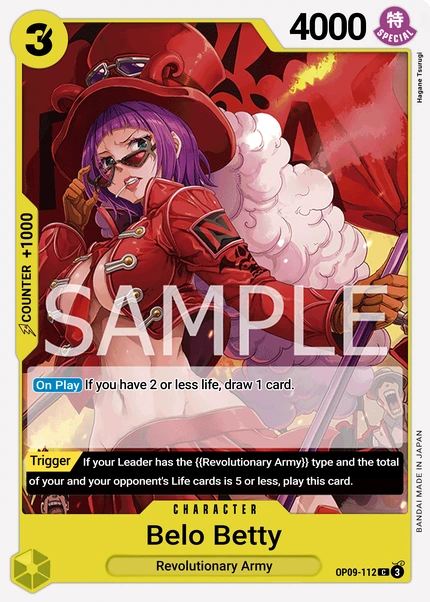 3
4000
特
SPECIAL
Hagane Tsurugi
COUNTER +1000
SAMPLE
On Play If you have 2 or less life, draw 1 card.
Trigger If your Leader has the {{Revolutionary Army}} type and the total
of your and your opponent's Life cards is 5 or less, play this card.
CHARACTER
Belo Betty
Revolutionary Army
OP09-112 C 3
BANDAI MADE IN JAPAN